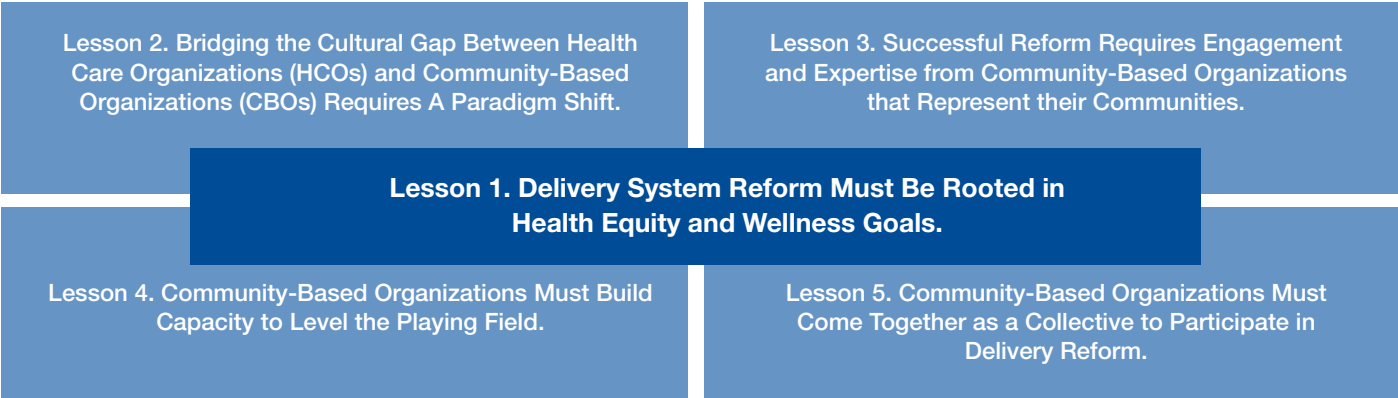 Lesson 2. Bridging the Cultural Gap Between Health
Care Organizations (HCOs) and Community-Based
Organizations (CBOs) Requires A Paradigm Shift.
Lesson 3. Successful Reform Requires Engagement
and Expertise from Community-Based Organizations
that Represent their Communities.
Lesson 1. Delivery System Reform Must Be Rooted in
Health Equity and Wellness Goals.
Lesson 4. Community-Based Organizations Must Build
Capacity to Level the Playing Field.
Lesson 5. Community-Based Organizations Must
Come Together as a Collective to Participate in
Delivery Reform.